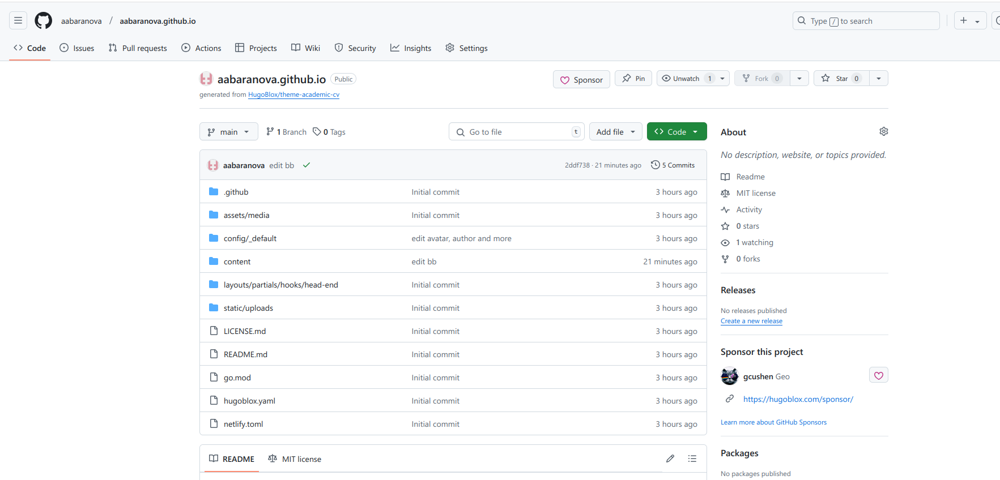 aabaranova / aabaranova.github.io
Type / to search
Code Issues Pull requests Actions Projects Wiki Security Insights Settings
aabaranova.github.io Public
generated from HugoBlox/theme-academic-cv
Sponsor Pin Unwatch 1 Fork 0 Star 0
main 1 Branch 0 Tags
Go to file t
Add file Code
aabaranova edit bb 2ddf738 · 21 minutes ago 5 Commits
.github Initial commit 3 hours ago
assets/media Initial commit 3 hours ago
config/_default edit avatar, author and more 3 hours ago
content edit bb 21 minutes ago
layouts/partials/hooks/head-end Initial commit 3 hours ago
static/uploads Initial commit 3 hours ago
LICENSE.md Initial commit 3 hours ago
README.md Initial commit 3 hours ago
go.mod Initial commit 3 hours ago
hugoblox.yaml Initial commit 3 hours ago
netlify.toml Initial commit 3 hours ago
README MIT license
About
No description, website, or topics provided.
Readme
MIT license
Activity
0 stars
1 watching
0 forks
Releases
No releases published
Create a new release
Sponsor this project
gcushen Geo
https://hugoblox.com/sponsor/
Learn more about GitHub Sponsors
Packages
No packages published